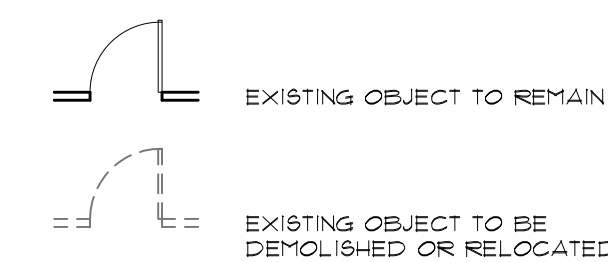 EXISTING OBJECT TO REMAIN
EXISTING OBJECT TO BE
DEMOLISHED OR RELOCATED